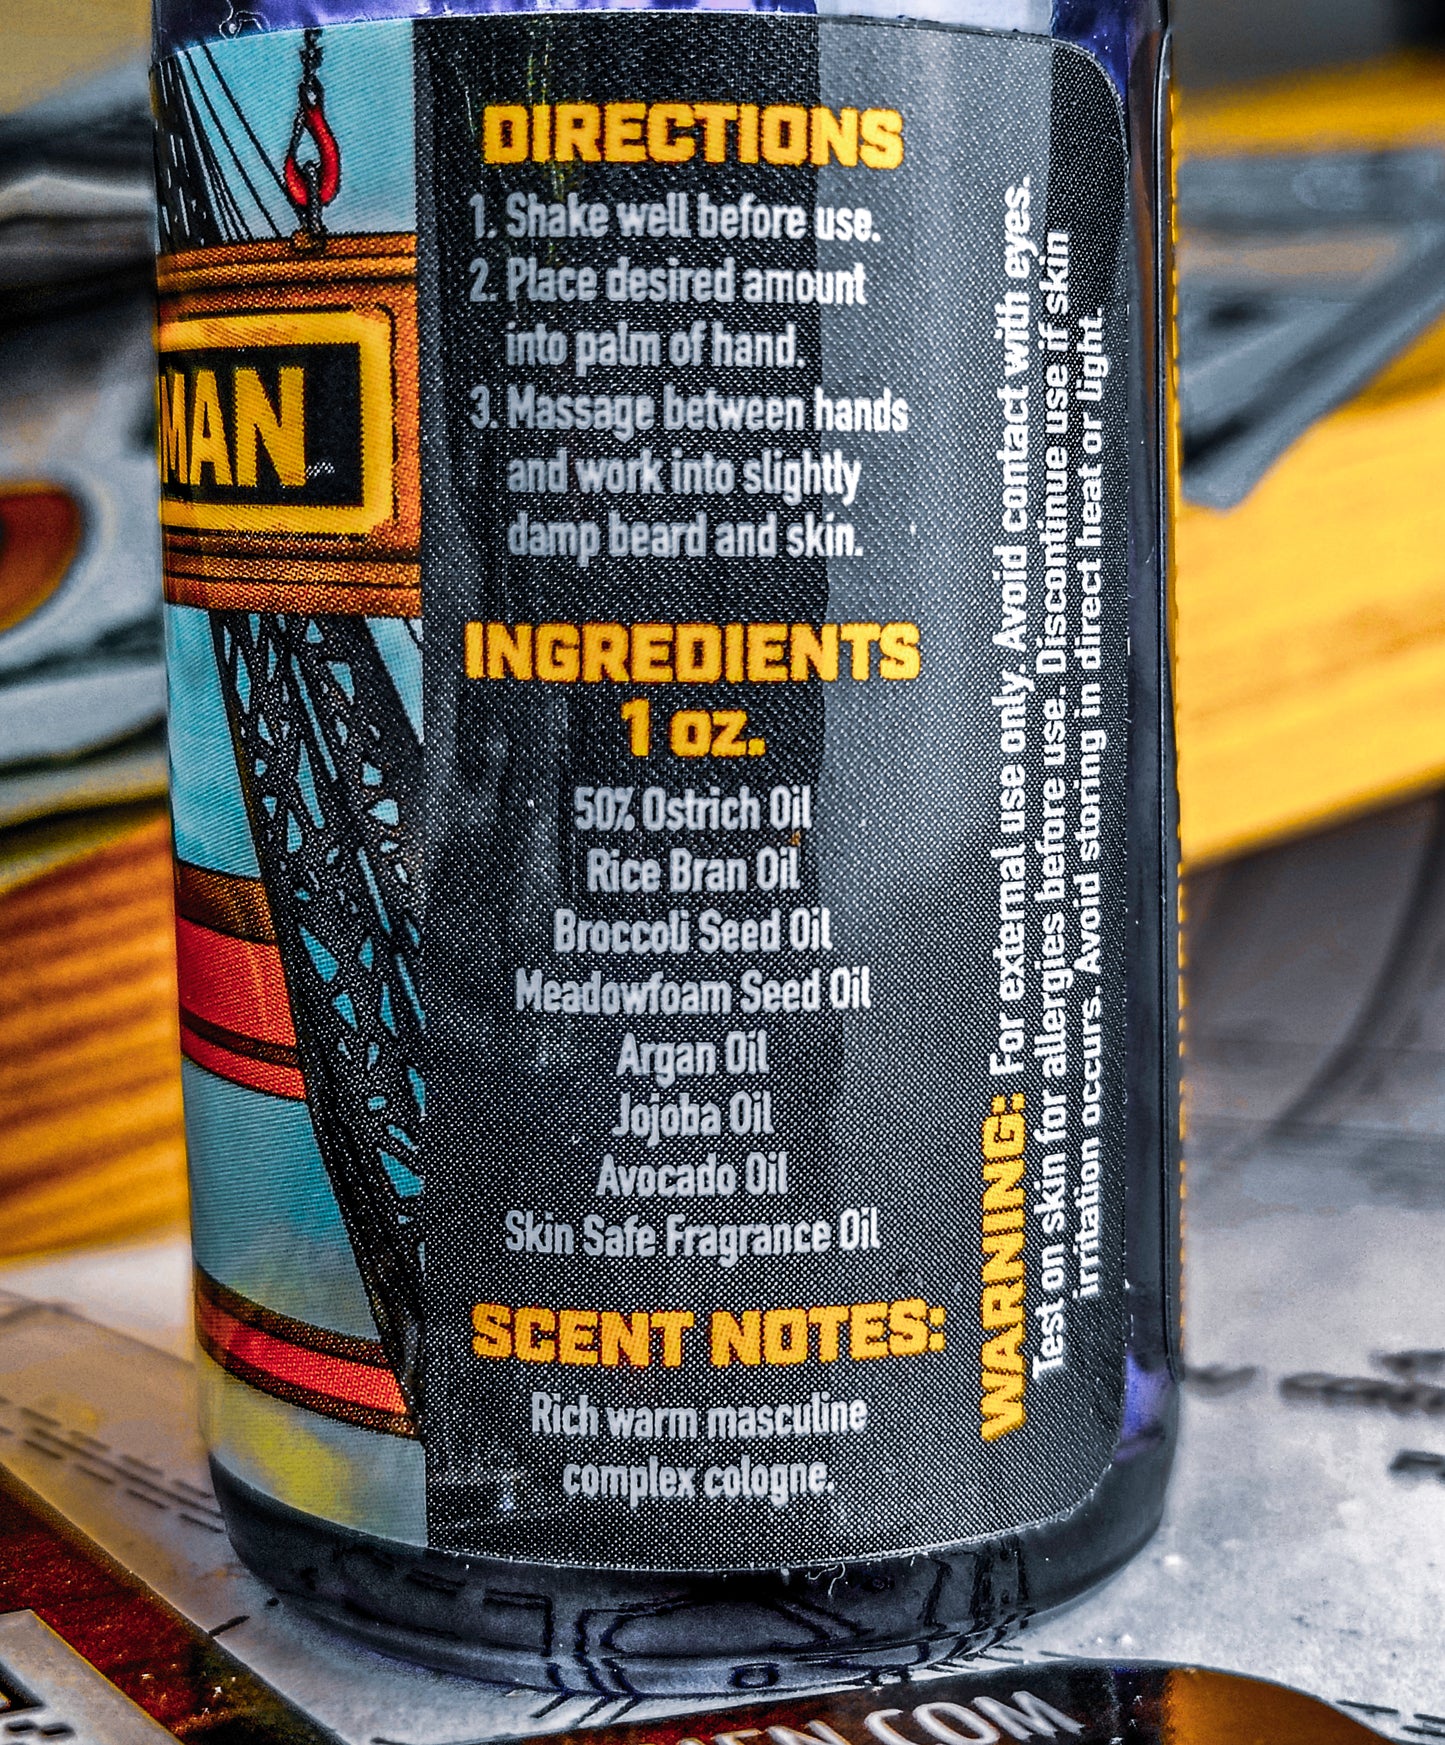 MAN
DIRECTIONS
1. Shake well before use.
2. Place desired amount
into palm of hand.
3. Massage between hands
and work into slightly
damp beard and skin.
INGREDIENTS
1 oz.
50% Ostrich Oil
Rice Bran Oil
Broccoli Seed Oil
Meadowfoam Seed Oil
Argan Oil
Jojoba Oil
Avocado Oil
Skin Safe Fragrance Oil
SCENT NOTES:
Rich warm masculine
complex cologne.
WARNING: For external use only. Avoid contact with eyes.
Test on skin for allergies before use. Discontinue use if skin
irritation occurs. Avoid storing in direct heat or light.
MEN.COM